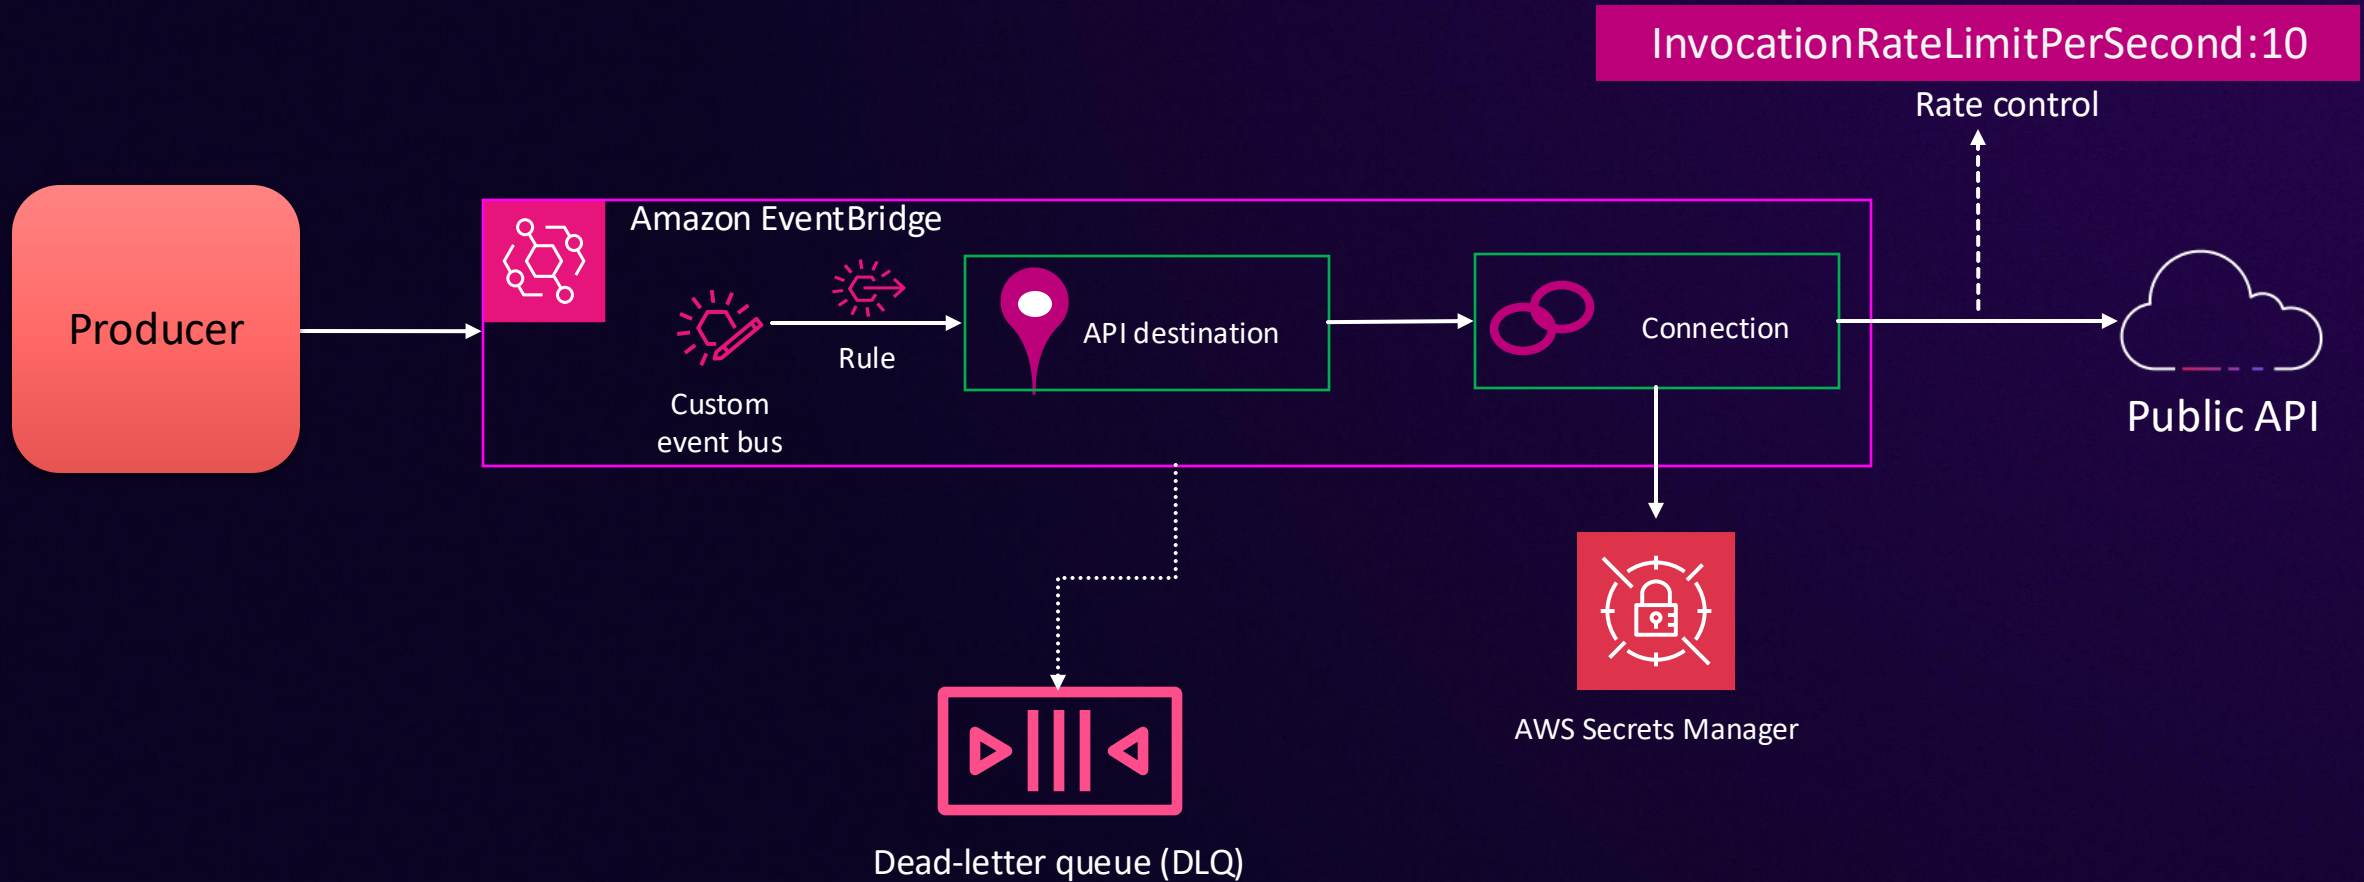 InvocationRateLimitPerSecond:10
Rate control
Amazon EventBridge
Producer
Rule
API destination
Connection
Custom
event bus
Public API
AWS Secrets Manager
Dead-letter queue (DLQ)